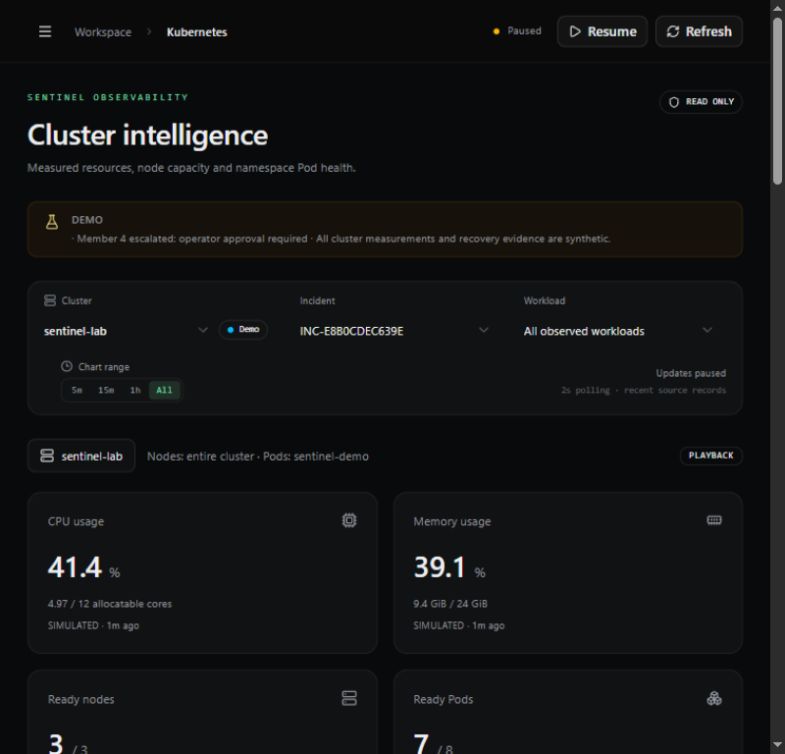 Workspace > Kubernetes
Paused
Resume
Refresh
SENTINEL OBSERVABILITY
READ ONLY
Cluster intelligence
Measured resources, node capacity and namespace Pod health.
DEMO
· Member 4 escalated: operator approval required · All cluster measurements and recovery evidence are synthetic.
Cluster
Incident
Workload
sentinel-lab
Demo
INC-E8B0CDEC639E
All observed workloads
Chart range
Updates paused
5m 15m 1h All
2s polling · recent source records
sentinel-lab
Nodes: entire cluster · Pods: sentinel-demo
PLAYBACK
CPU usage
41.4 %
4.97 / 12 allocatable cores
SIMULATED · 1m ago
Memory usage
39.1 %
9.4 GiB / 24 GiB
SIMULATED · 1m ago
Ready nodes
3 / 3
Ready Pods
7 / 8